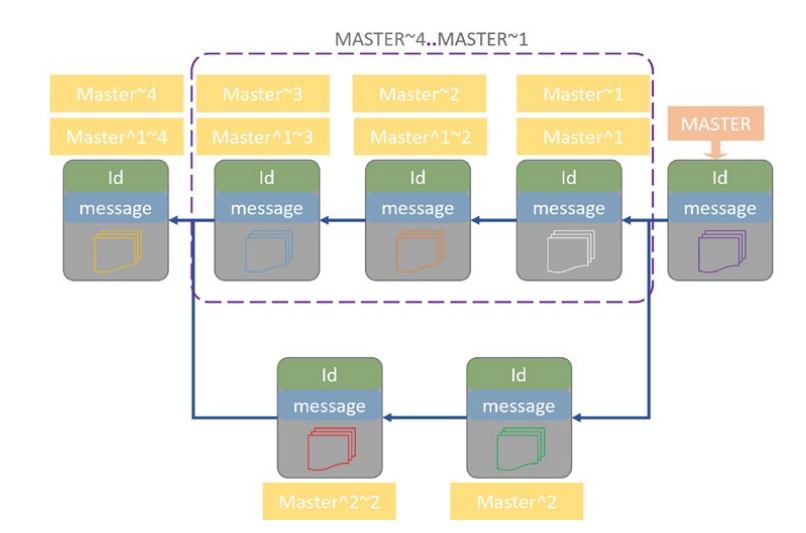 MASTER~4..MASTER~1
Master~4
Master~3
Master~2
Master~1
MASTER
Master^1~4
Master^1~3
Master^1~2
Master^1
Id
Id
Id
Id
Id
message
message
message
message
message
Id
Id
message
message
Master^2~2
Master^2